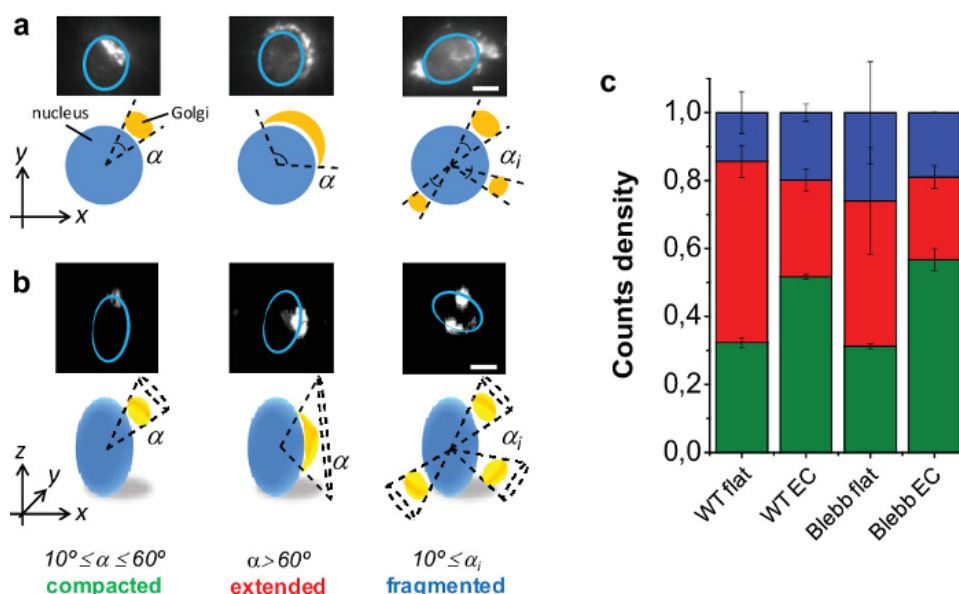 a
nucleus
Golgi
α
α
αi
y
x
b
α
α
αi
z
y
x
10º ≤ α ≤ 60º
α > 60º
10º ≤ αi
compacted
extended
fragmented
c
Counts density
1,0
0,8
0,6
0,4
0,2
0,0
WT flat
WT EC
Blebb flat
Blebb EC